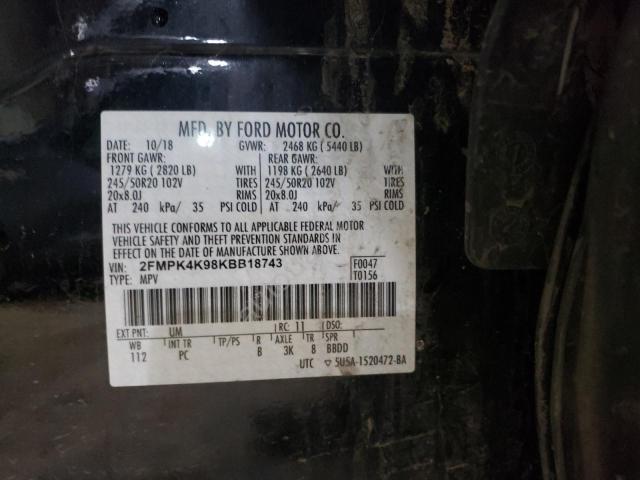 MFD. BY FORD MOTOR CO.
DATE: 10/18 GVWR: 2468 KG ( 5440 LB)
FRONT GAWR: REAR GAWR:
1279 KG ( 2820 LB) WITH 1198 KG ( 2640 LB) WITH
245/50R20 102V TIRES 245/50R20 102V TIRES
20x8.0J RIMS 20x8.0J RIMS
AT 240 kPa/ 35 PSI COLD AT 240 kPa/ 35 PSI COLD
THIS VEHICLE CONFORMS TO ALL APPLICABLE FEDERAL MOTOR
VEHICLE SAFETY AND THEFT PREVENTION STANDARDS IN
EFFECT ON THE DATE OF MANUFACTURE SHOWN ABOVE.
VIN: 2FMPK4K98KBB18743 F0047
TYPE: MPV T0156
EXT PNT: UM RC: 11 DSO:
WB INT TR TP/PS R AXLE TR SPR
112 PC B 3K 8 BBDD
UTC ▽ 5U5A-1520472-BA